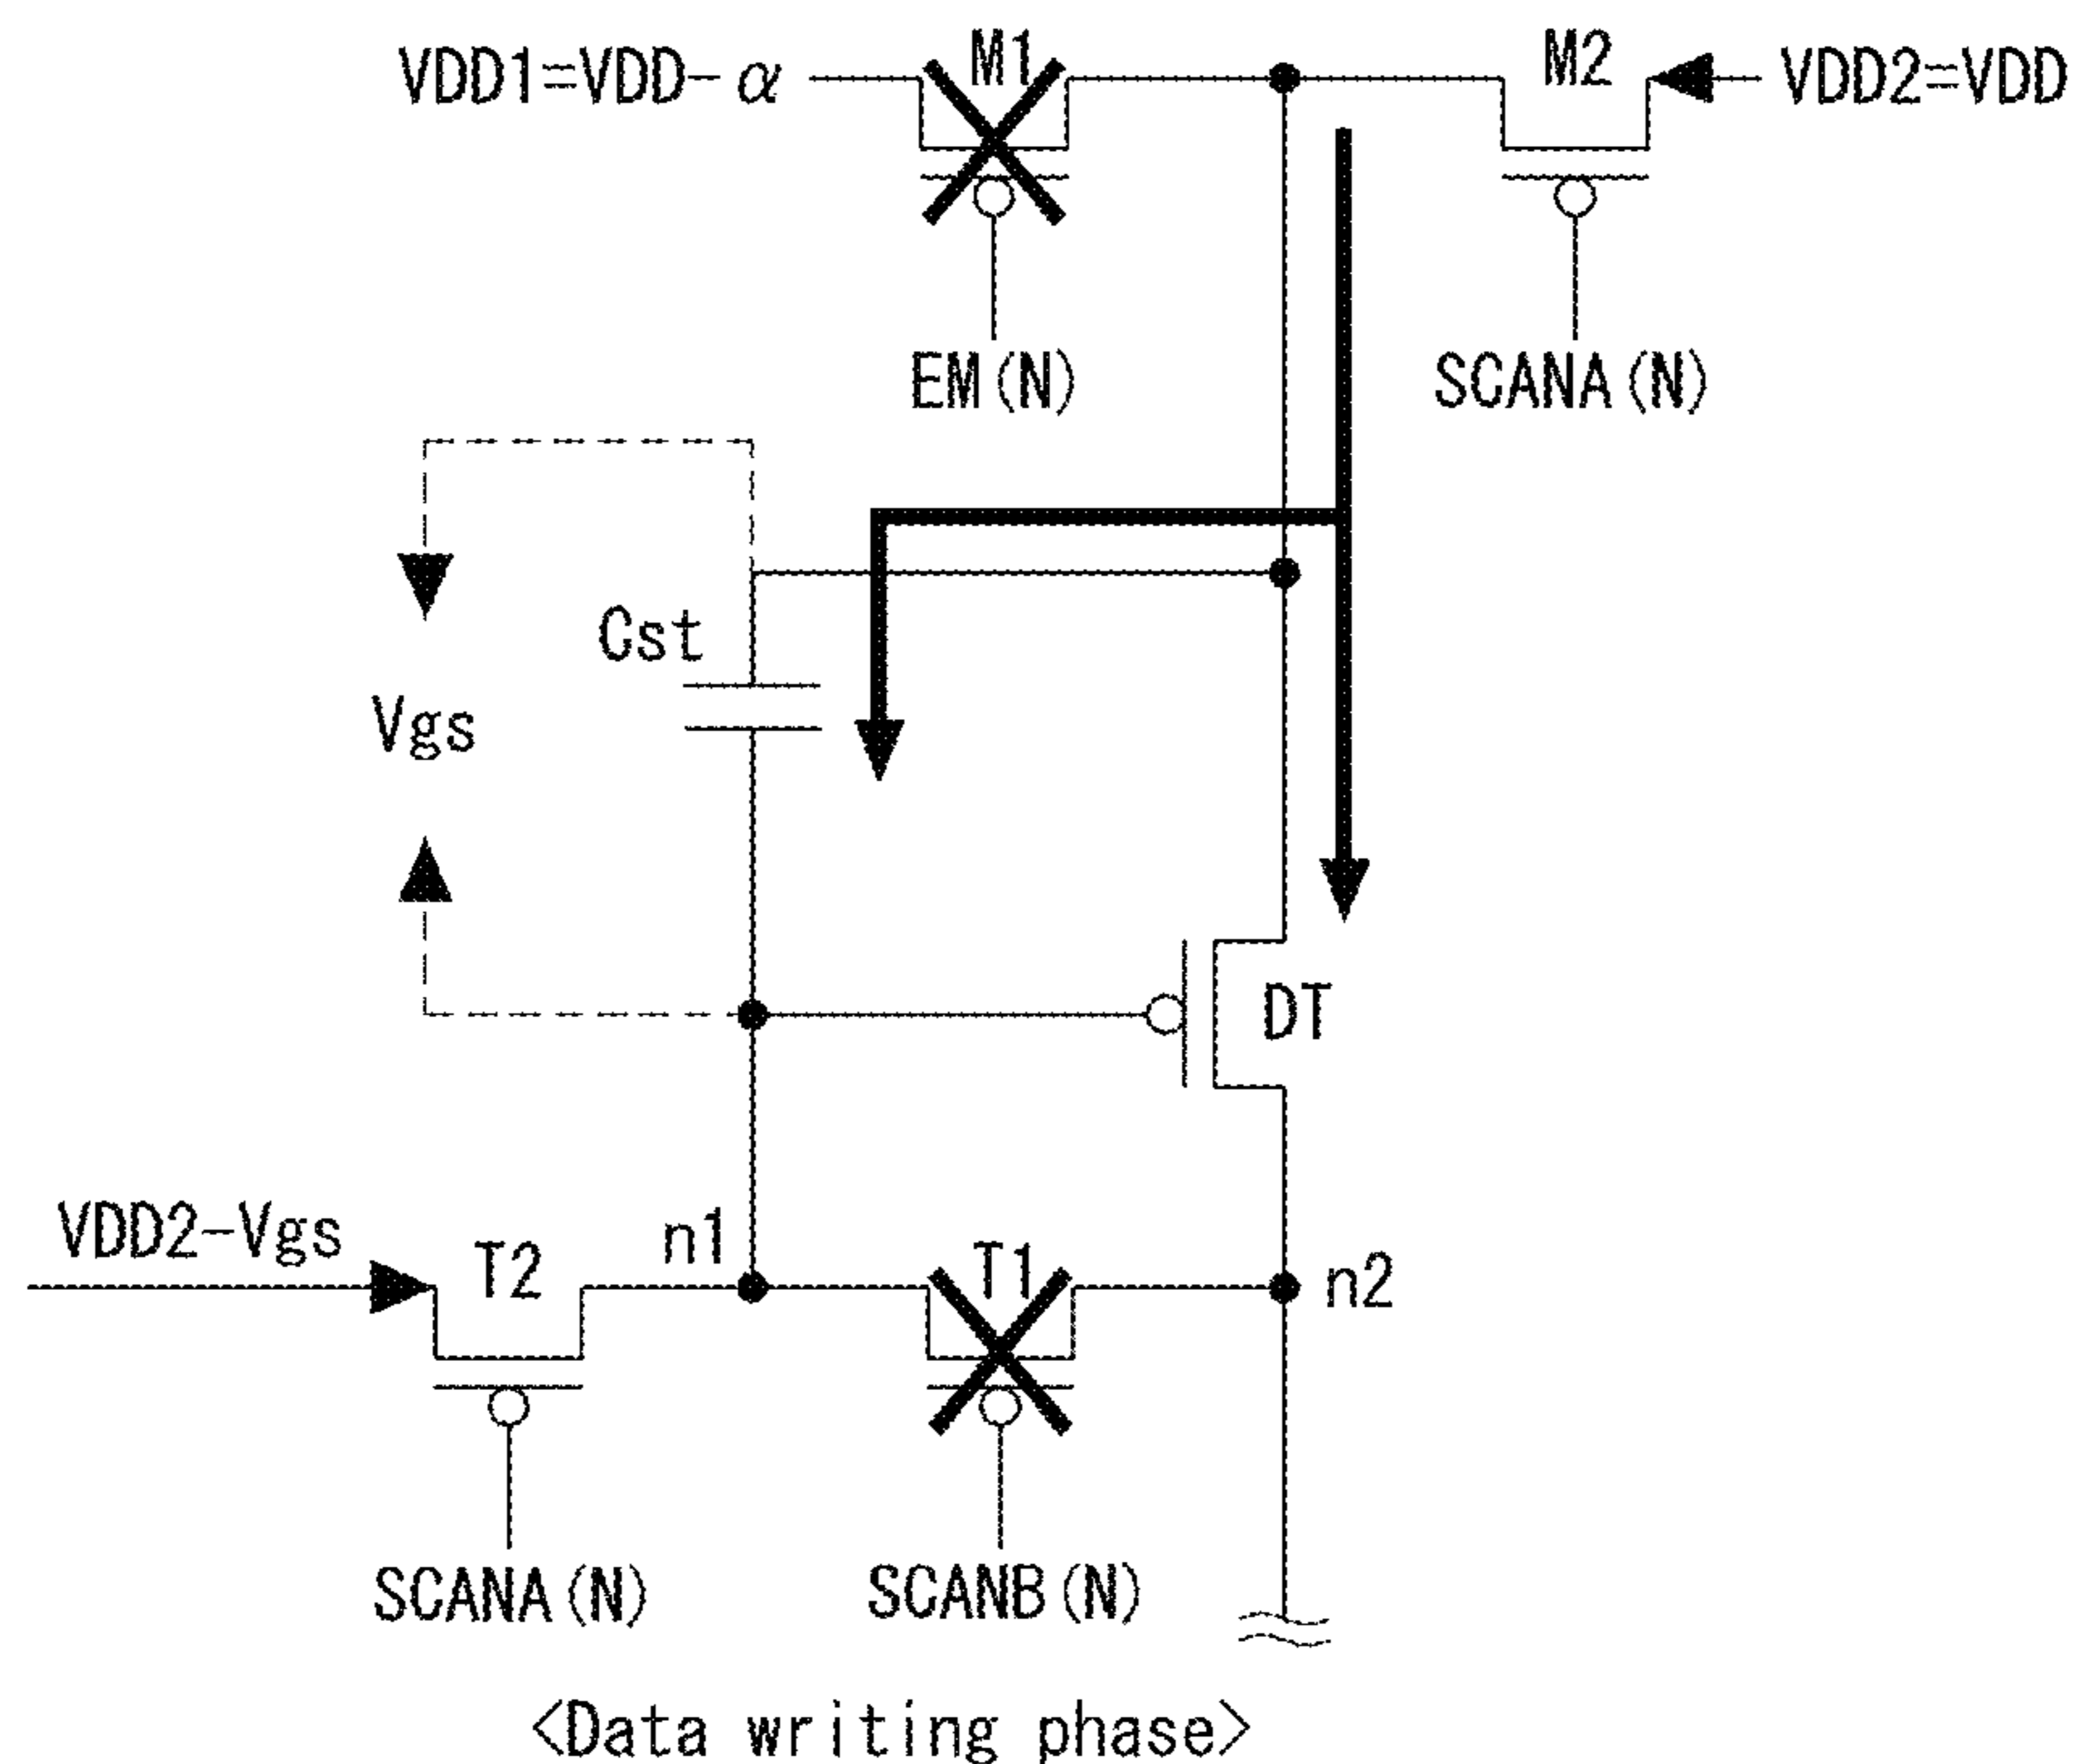 VDD1=VDD-α
M1
M2
VDD2=VDD
EM(N)
SCANA(N)
Cst
Vgs
DT
VDD2-Vgs
T2
n1
T1
n2
SCANA(N)
SCANB(N)
<Data writing phase>